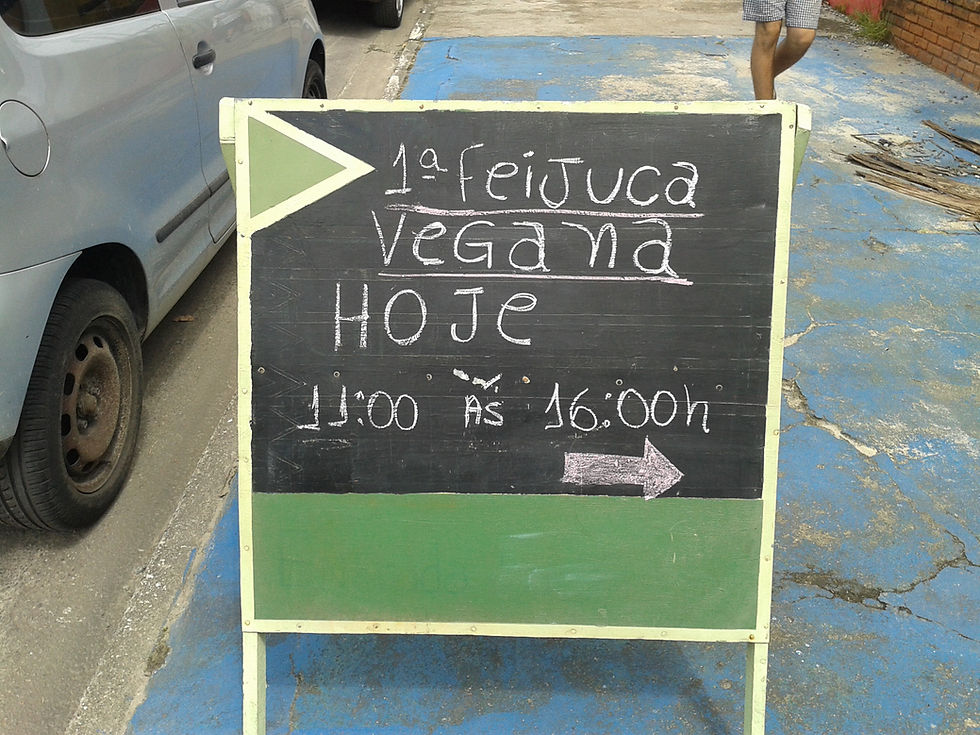 1ª Feijuca
Vegana
Hoje
11:00 às 16:00h